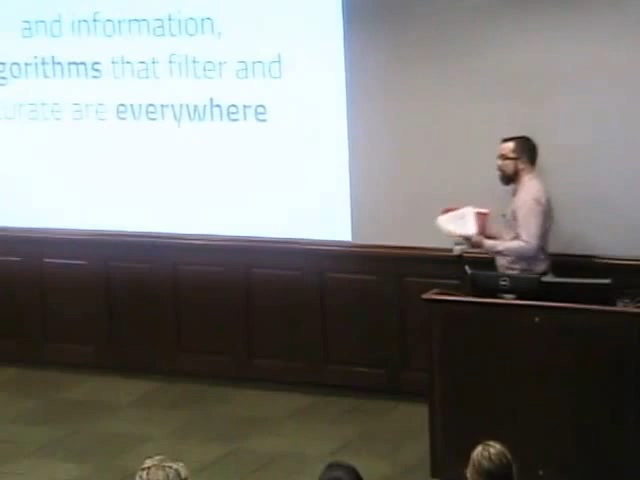 and information,
gorithms that filter and
urate are everywhere